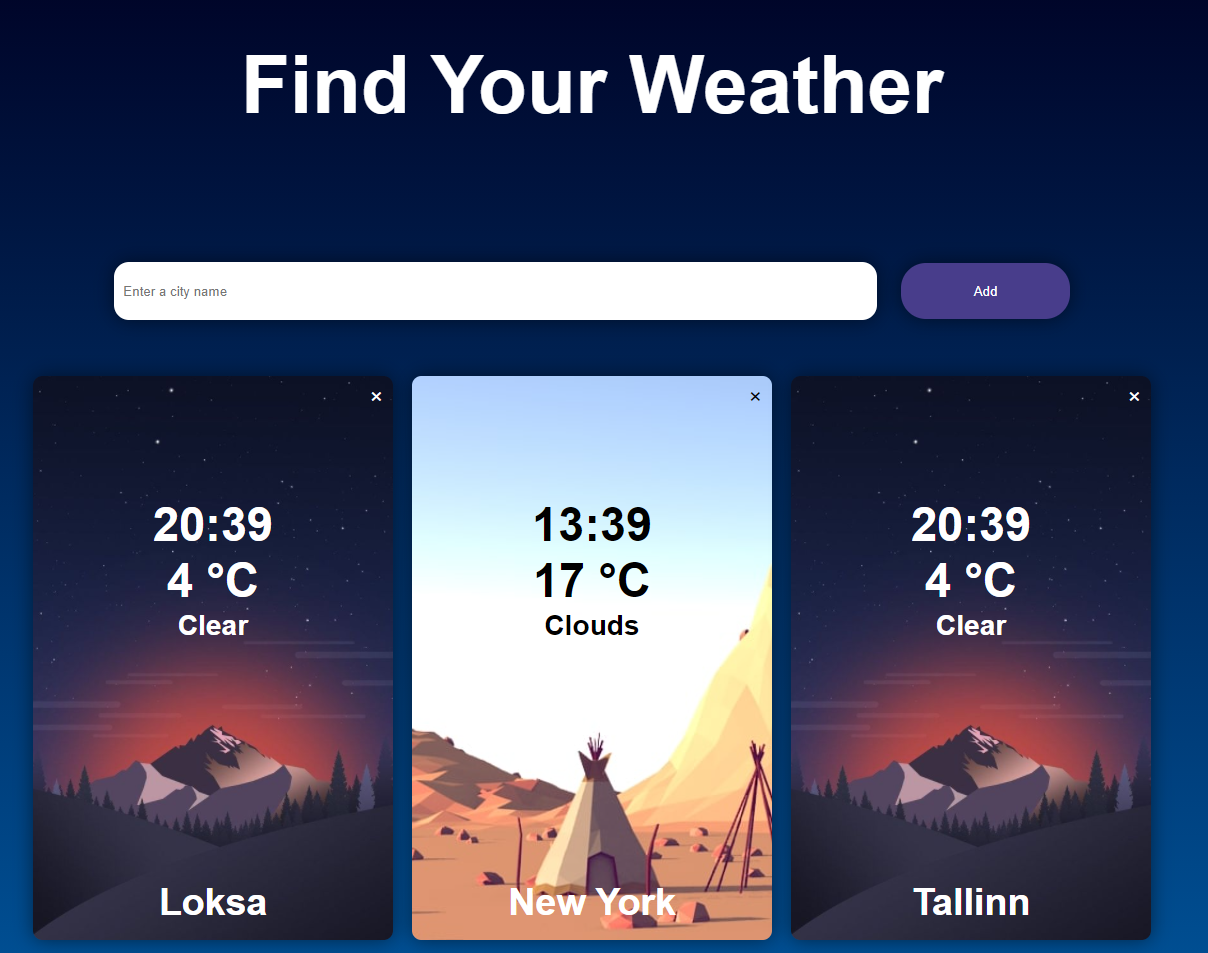 Find Your Weather
Enter a city name
Add
×
20:39
4 °C
Clear
Loksa
×
13:39
17 °C
Clouds
New York
×
20:39
4 °C
Clear
Tallinn